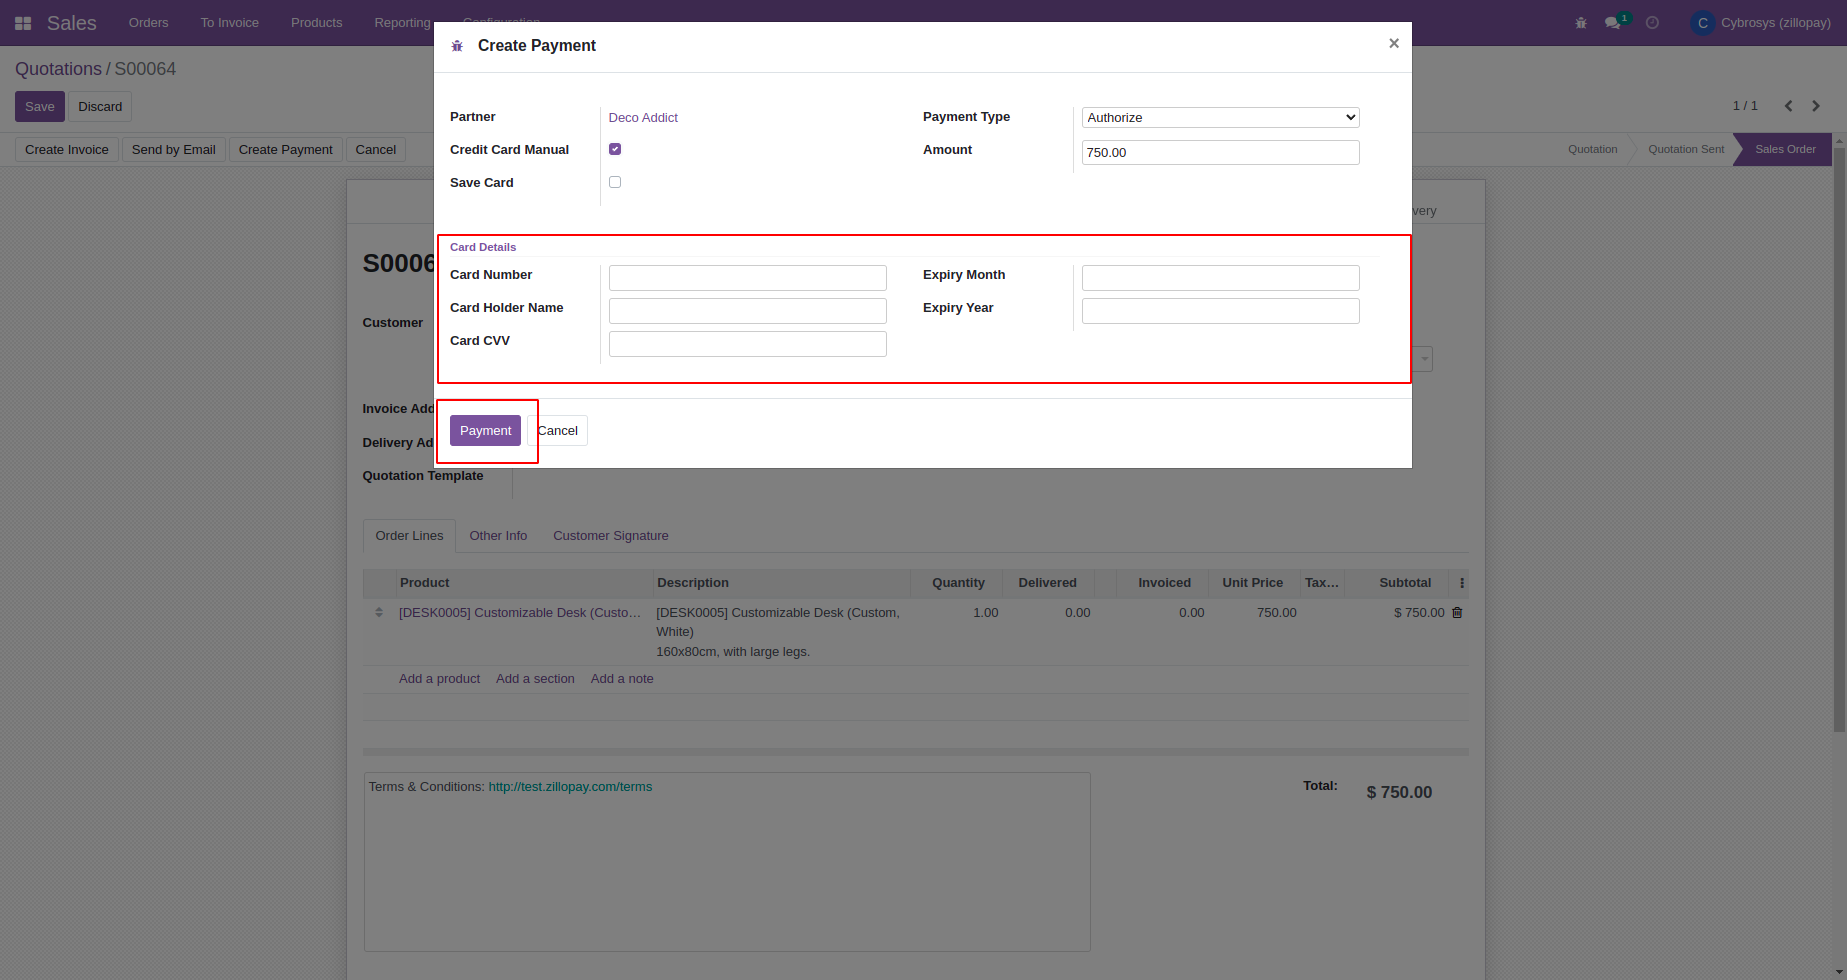 Sales Orders To Invoice Products Reporting
1 C Cybrosys (zillopay)
Create Payment ×
Quotations / S00064
Save Discard
1 / 1
Partner Deco Addict Payment Type Authorize
Credit Card Manual Amount 750.00
Save Card
Create Invoice Send by Email Create Payment Cancel
Quotation Quotation Sent Sales Order
very
Card Details
S0006
Card Number Expiry Month
Card Holder Name Expiry Year
Card CVV
Customer
Invoice Add
Payment Cancel
Delivery Ad
Quotation Template
Order Lines Other Info Customer Signature
Product Description Quantity Delivered Invoiced Unit Price Tax... Subtotal
[DESK0005] Customizable Desk (Custo... [DESK0005] Customizable Desk (Custom, 1.00 0.00 0.00 750.00 $ 750.00
White)
160x80cm, with large legs.
Add a product Add a section Add a note
Terms & Conditions: http://test.zillopay.com/terms Total: $ 750.00